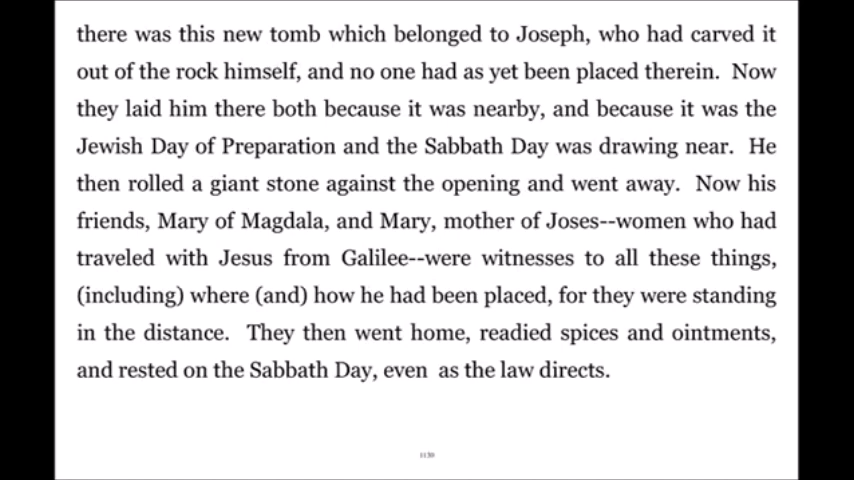 there was this new tomb which belonged to Joseph, who had carved it
out of the rock himself, and no one had as yet been placed therein.  Now
they laid him there both because it was nearby, and because it was the
Jewish Day of Preparation and the Sabbath Day was drawing near.  He
then rolled a giant stone against the opening and went away.  Now his
friends, Mary of Magdala, and Mary, mother of Joses--women who had
traveled with Jesus from Galilee--were witnesses to all these things,
(including) where (and) how he had been placed, for they were standing
in the distance.  They then went home, readied spices and ointments,
and rested on the Sabbath Day, even  as the law directs.